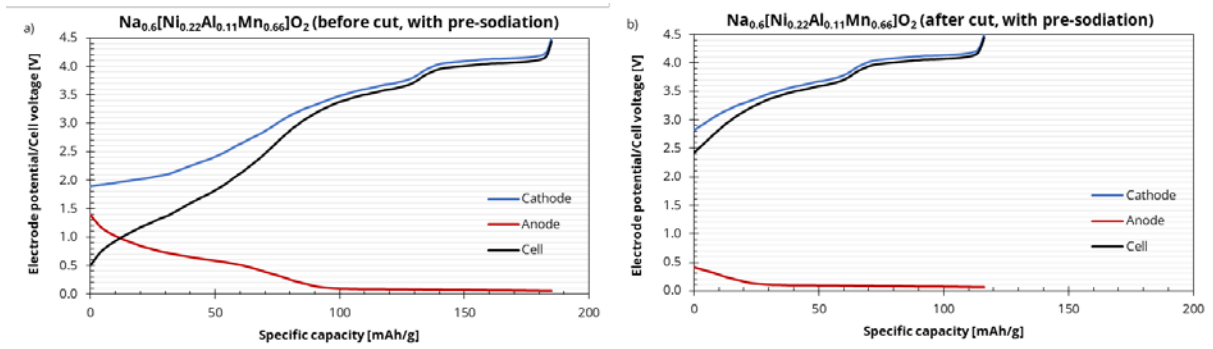 a)
Na₀.₆[Ni₀.₂₂Al₀.₁₁Mn₀.₆₆]O₂ (before cut, with pre-sodiation)
Electrode potential/Cell voltage [V]
4.5
4.0
3.5
3.0
2.5
2.0
1.5
1.0
0.5
0.0
Cathode
Anode
Cell
0 50 100 150 200
Specific capacity [mAh/g]
b)
Na₀.₆[Ni₀.₂₂Al₀.₁₁Mn₀.₆₆]O₂ (after cut, with pre-sodiation)
Electrode potential/Cell voltage [V]
4.5
4.0
3.5
3.0
2.5
2.0
1.5
1.0
0.5
0.0
Cathode
Anode
Cell
0 50 100 150 200
Specific capacity [mAh/g]